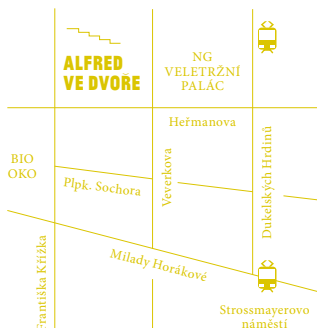 ALFRED
VE DVOŘE
NG
VELETRŽNÍ
PALÁC
Heřmanova
BIO
OKO
Plpk. Sochora
Veverkova
Dukelských Hrdinů
Milady Horákové
Františka Křížka
Strossmayerovo
náměstí